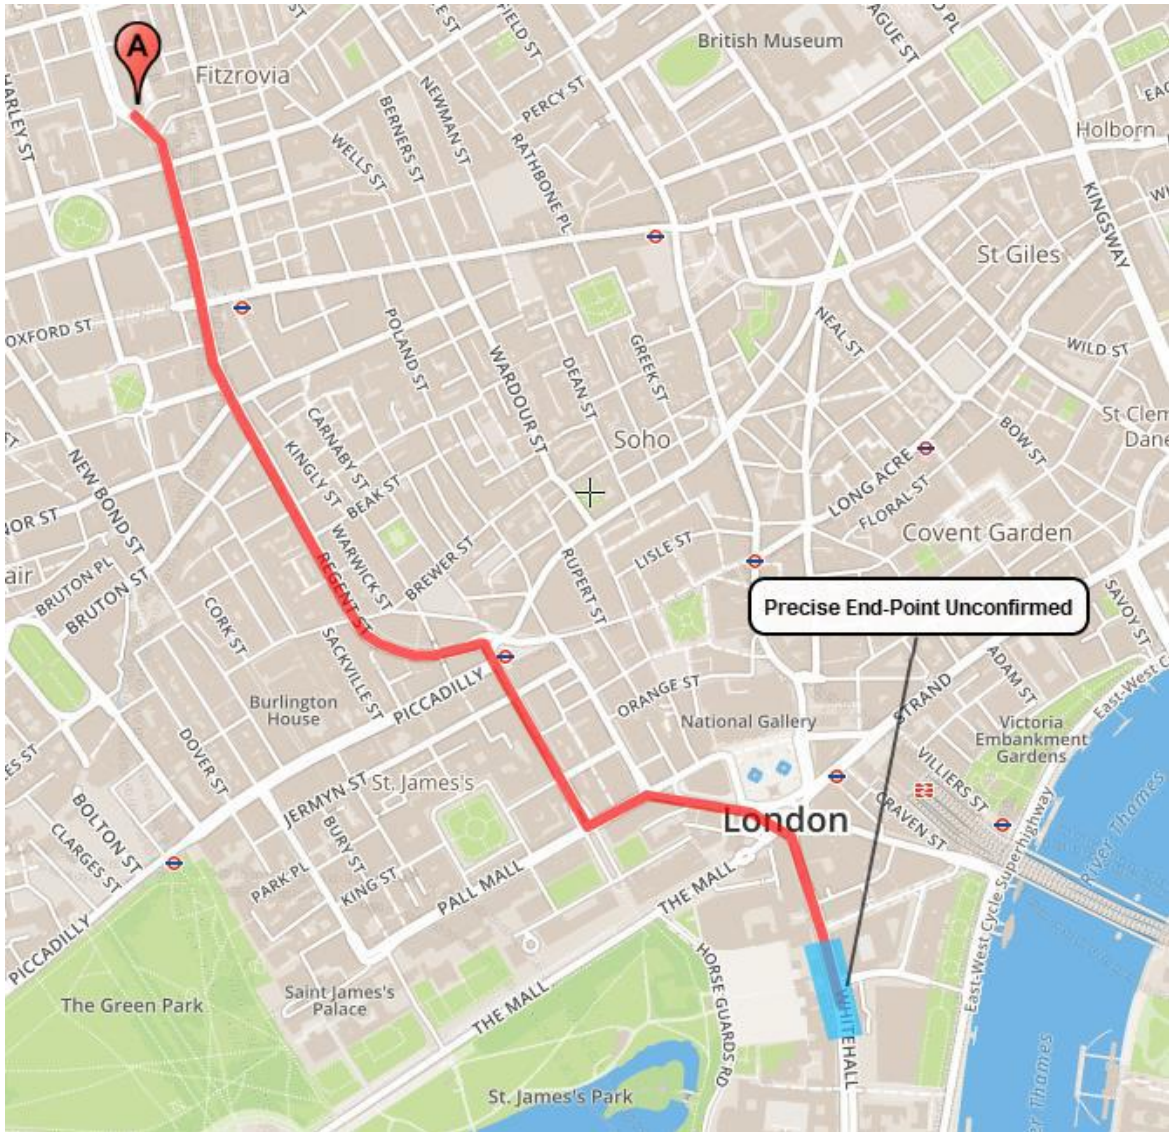 A
Fitzrovia
British Museum
PERCY ST
NEWMAN ST
BERNERS ST
WELLS ST
RATHBONE PL
HARLEY ST
Holborn
KINGSWAY
St Giles
OXFORD ST
POLAND ST
WARDOUR ST
DEAN ST
GREEK ST
NEAL ST
WILD ST
Soho
CARNABY ST
KINGLY ST
BEAK ST
LONG ACRE
FLORAL ST
BOW ST
NEW BOND ST
Covent Garden
REGENT ST
WARWICK ST
BREWER ST
RUPERT ST
LISLE ST
BRUTON PL
BRUTON ST
CORK ST
SACKVILLE ST
Precise End-Point Unconfirmed
SAVOY ST
ADAM ST
STRAND
Burlington
House
PICCADILLY
ORANGE ST
National Gallery
Victoria
Embankment
Gardens
DOVER ST
JERMYN ST
St. James's
VILLIERS ST
CRAVEN ST
London
BOLTON ST
CLARGES ST
BURY ST
PARK PL
KING ST
PALL MALL
THE MALL
PICCADILLY
East-West Cycle Superhighway
River Thames
HORSE GUARDS RD
The Green Park
Saint James's
Palace
THE MALL
WHITEHALL
St. James's Park